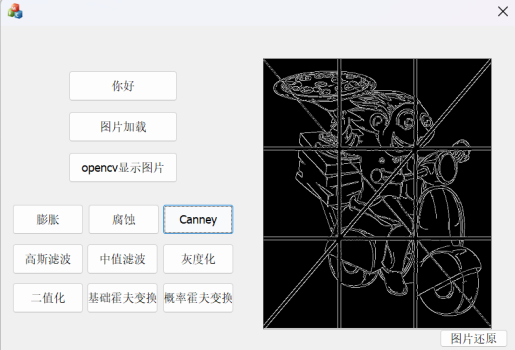 你好
图片加载
opencv显示图片
膨胀 腐蚀 Canney
高斯滤波 中值滤波 灰度化
二值化 基础霍夫变换 概率霍夫变换
图片还原